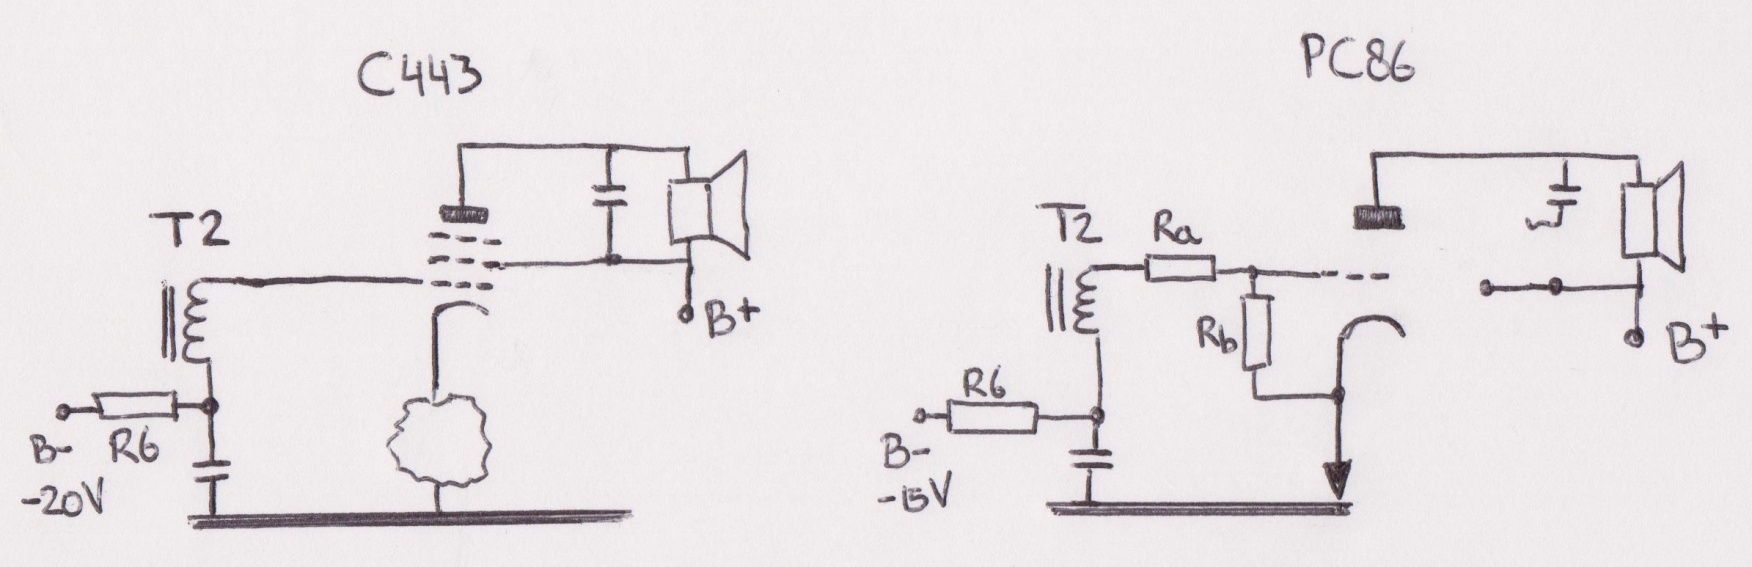 C443
T2
B+
R6
B-
-20V
PC86
T2
Ra
Rb
B+
R6
B-
-15V